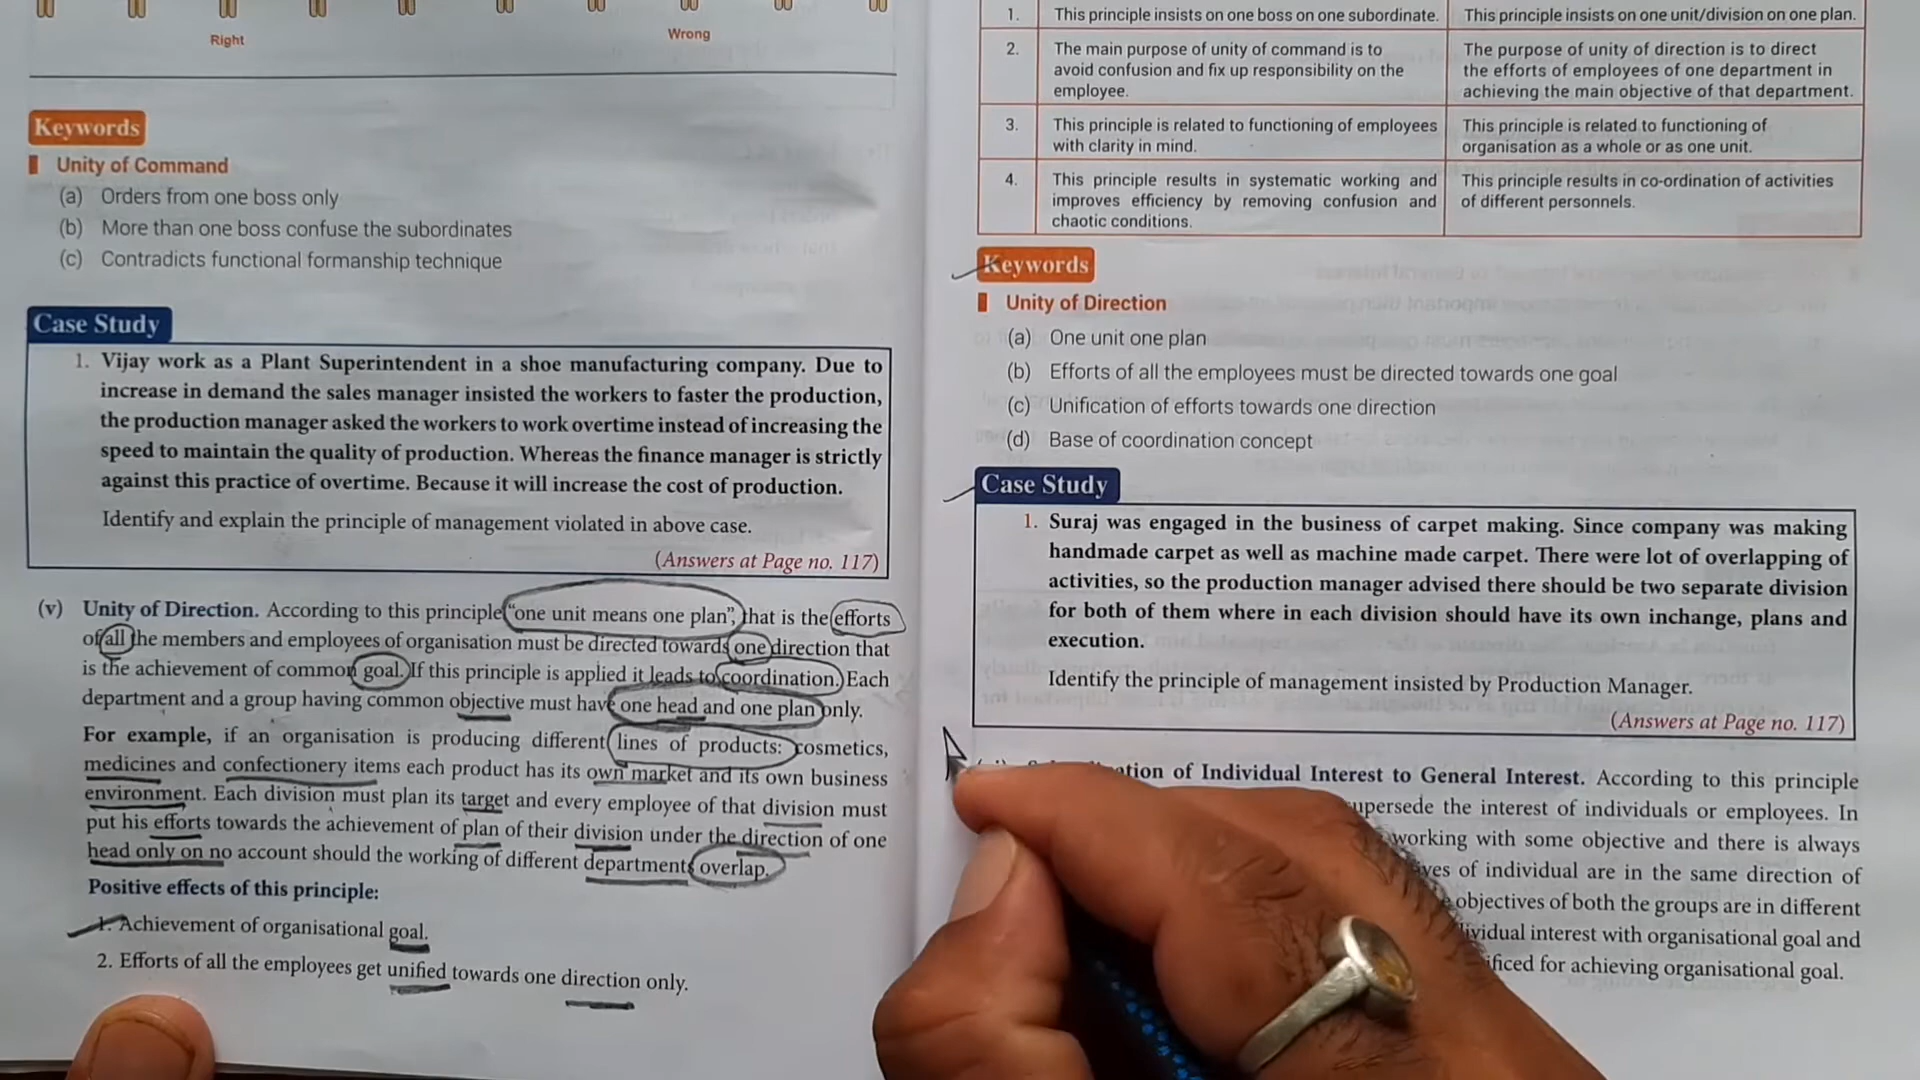 Right
Wrong
Keywords
Unity of Command
(a) Orders from one boss only
(b) More than one boss confuse the subordinates
(c) Contradicts functional formanship technique
Case Study
1. Vijay work as a Plant Superintendent in a shoe manufacturing company. Due to
increase in demand the sales manager insisted the workers to faster the production,
the production manager asked the workers to work overtime instead of increasing the
speed to maintain the quality of production. Whereas the finance manager is strictly
against this practice of overtime. Because it will increase the cost of production.
Identify and explain the principle of management violated in above case.
(Answers at Page no. 117)
(v) Unity of Direction. According to this principle “one unit means one plan”, that is the efforts
of all the members and employees of organisation must be directed towards one direction that
is the achievement of common goal. If this principle is applied it leads to coordination. Each
department and a group having common objective must have one head and one plan only.
For example, if an organisation is producing different lines of products: cosmetics,
medicines and confectionery items each product has its own market and its own business
environment. Each division must plan its target and every employee of that division must
put his efforts towards the achievement of plan of their division under the direction of one
head only on no account should the working of different departments overlap.
Positive effects of this principle:
1. Achievement of organisational goal.
2. Efforts of all the employees get unified towards one direction only.
1. This principle insists on one boss on one subordinate. This principle insists on one unit/division on one plan.
2. The main purpose of unity of command is to The purpose of unity of direction is to direct
avoid confusion and fix up responsibility on the the efforts of employees of one department in
employee. achieving the main objective of that department.
3. This principle is related to functioning of employees This principle is related to functioning of
with clarity in mind. organisation as a whole or as one unit.
4. This principle results in systematic working and This principle results in co-ordination of activities
improves efficiency by removing confusion and of different personnels.
chaotic conditions.
Keywords
Unity of Direction
(a) One unit one plan
(b) Efforts of all the employees must be directed towards one goal
(c) Unification of efforts towards one direction
(d) Base of coordination concept
Case Study
1. Suraj was engaged in the business of carpet making. Since company was making
handmade carpet as well as machine made carpet. There were lot of overlapping of
activities, so the production manager advised there should be two separate division
for both of them where in each division should have its own inchange, plans and
execution.
Identify the principle of management insisted by Production Manager.
(Answers at Page no. 117)
of Individual Interest to General Interest. According to this principle
supersede the interest of individuals or employees. In
working with some objective and there is always
of individual are in the same direction of
objectives of both the groups are in different
interest with organisational goal and
for achieving organisational goal.